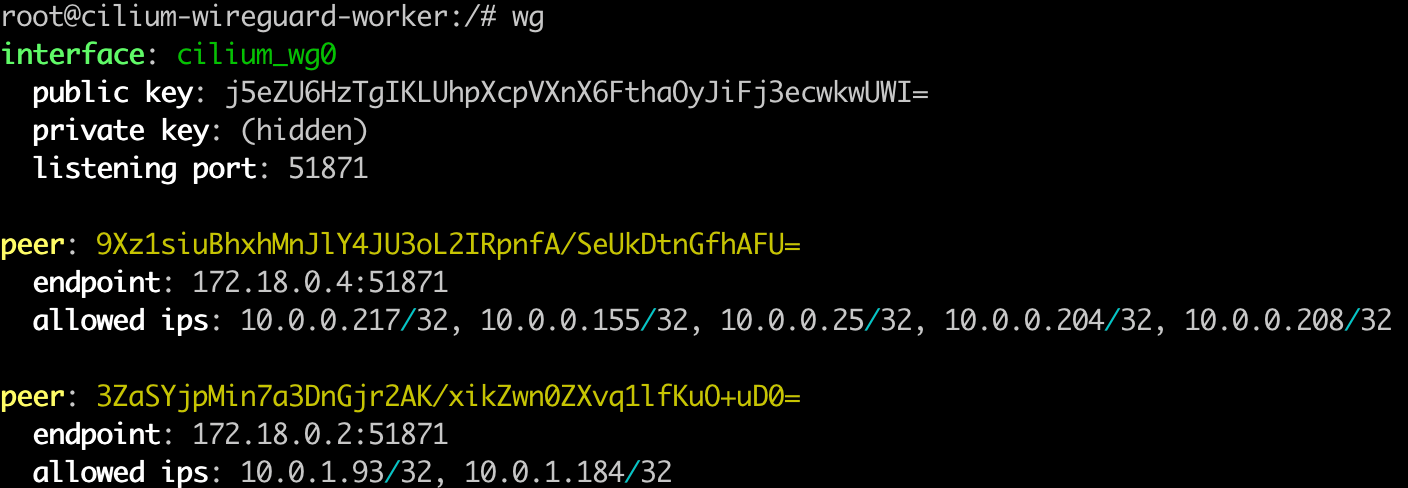 root@cilium-wireguard-worker:/# wg
interface: cilium_wg0
  public key: j5eZU6HzTgIKLUhpXcpVXnX6FthaOyJiFj3ecwkwUWI=
  private key: (hidden)
  listening port: 51871

peer: 9Xz1siuBhxhMnJlY4JU3oL2IRpnfA/SeUkDtnGfhAFU=
  endpoint: 172.18.0.4:51871
  allowed ips: 10.0.0.217/32, 10.0.0.155/32, 10.0.0.25/32, 10.0.0.204/32, 10.0.0.208/32

peer: 3ZaSYjpMin7a3DnGjr2AK/xikZwn0ZXvq1lfKuO+uD0=
  endpoint: 172.18.0.2:51871
  allowed ips: 10.0.1.93/32, 10.0.1.184/32